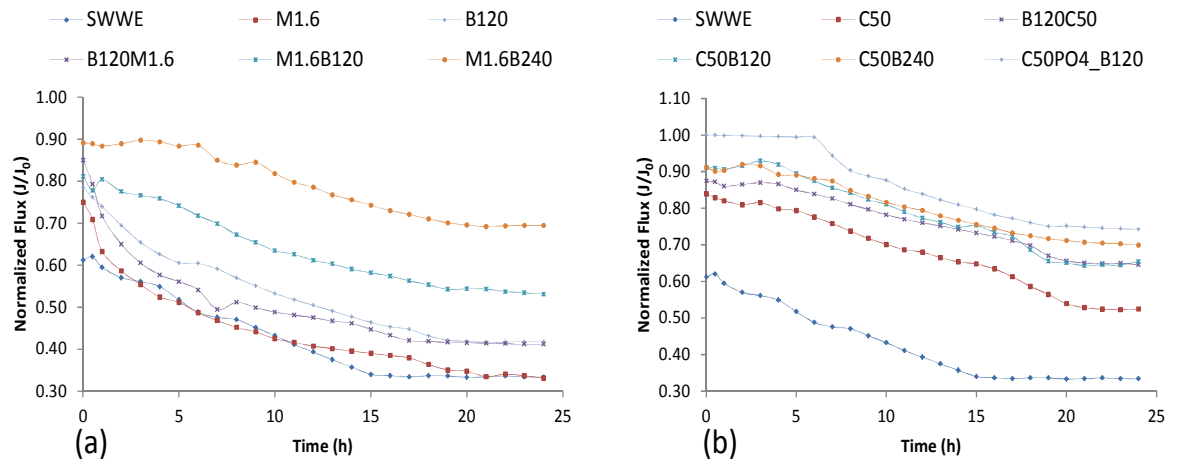 SWWE M1.6 B120
B120M1.6 M1.6B120 M1.6B240
1.00
0.90
0.80
0.70
0.60
0.50
0.40
0.30
Normalized Flux (J/J₀)
0 5 10 15 20 25
(a) Time (h)
SWWE C50 B120C50
C50B120 C50B240 C50PO4_B120
1.10
1.00
0.90
0.80
0.70
0.60
0.50
0.40
0.30
Normalized Flux (J/J₀)
0 5 10 15 20 25
(b) Time (h)